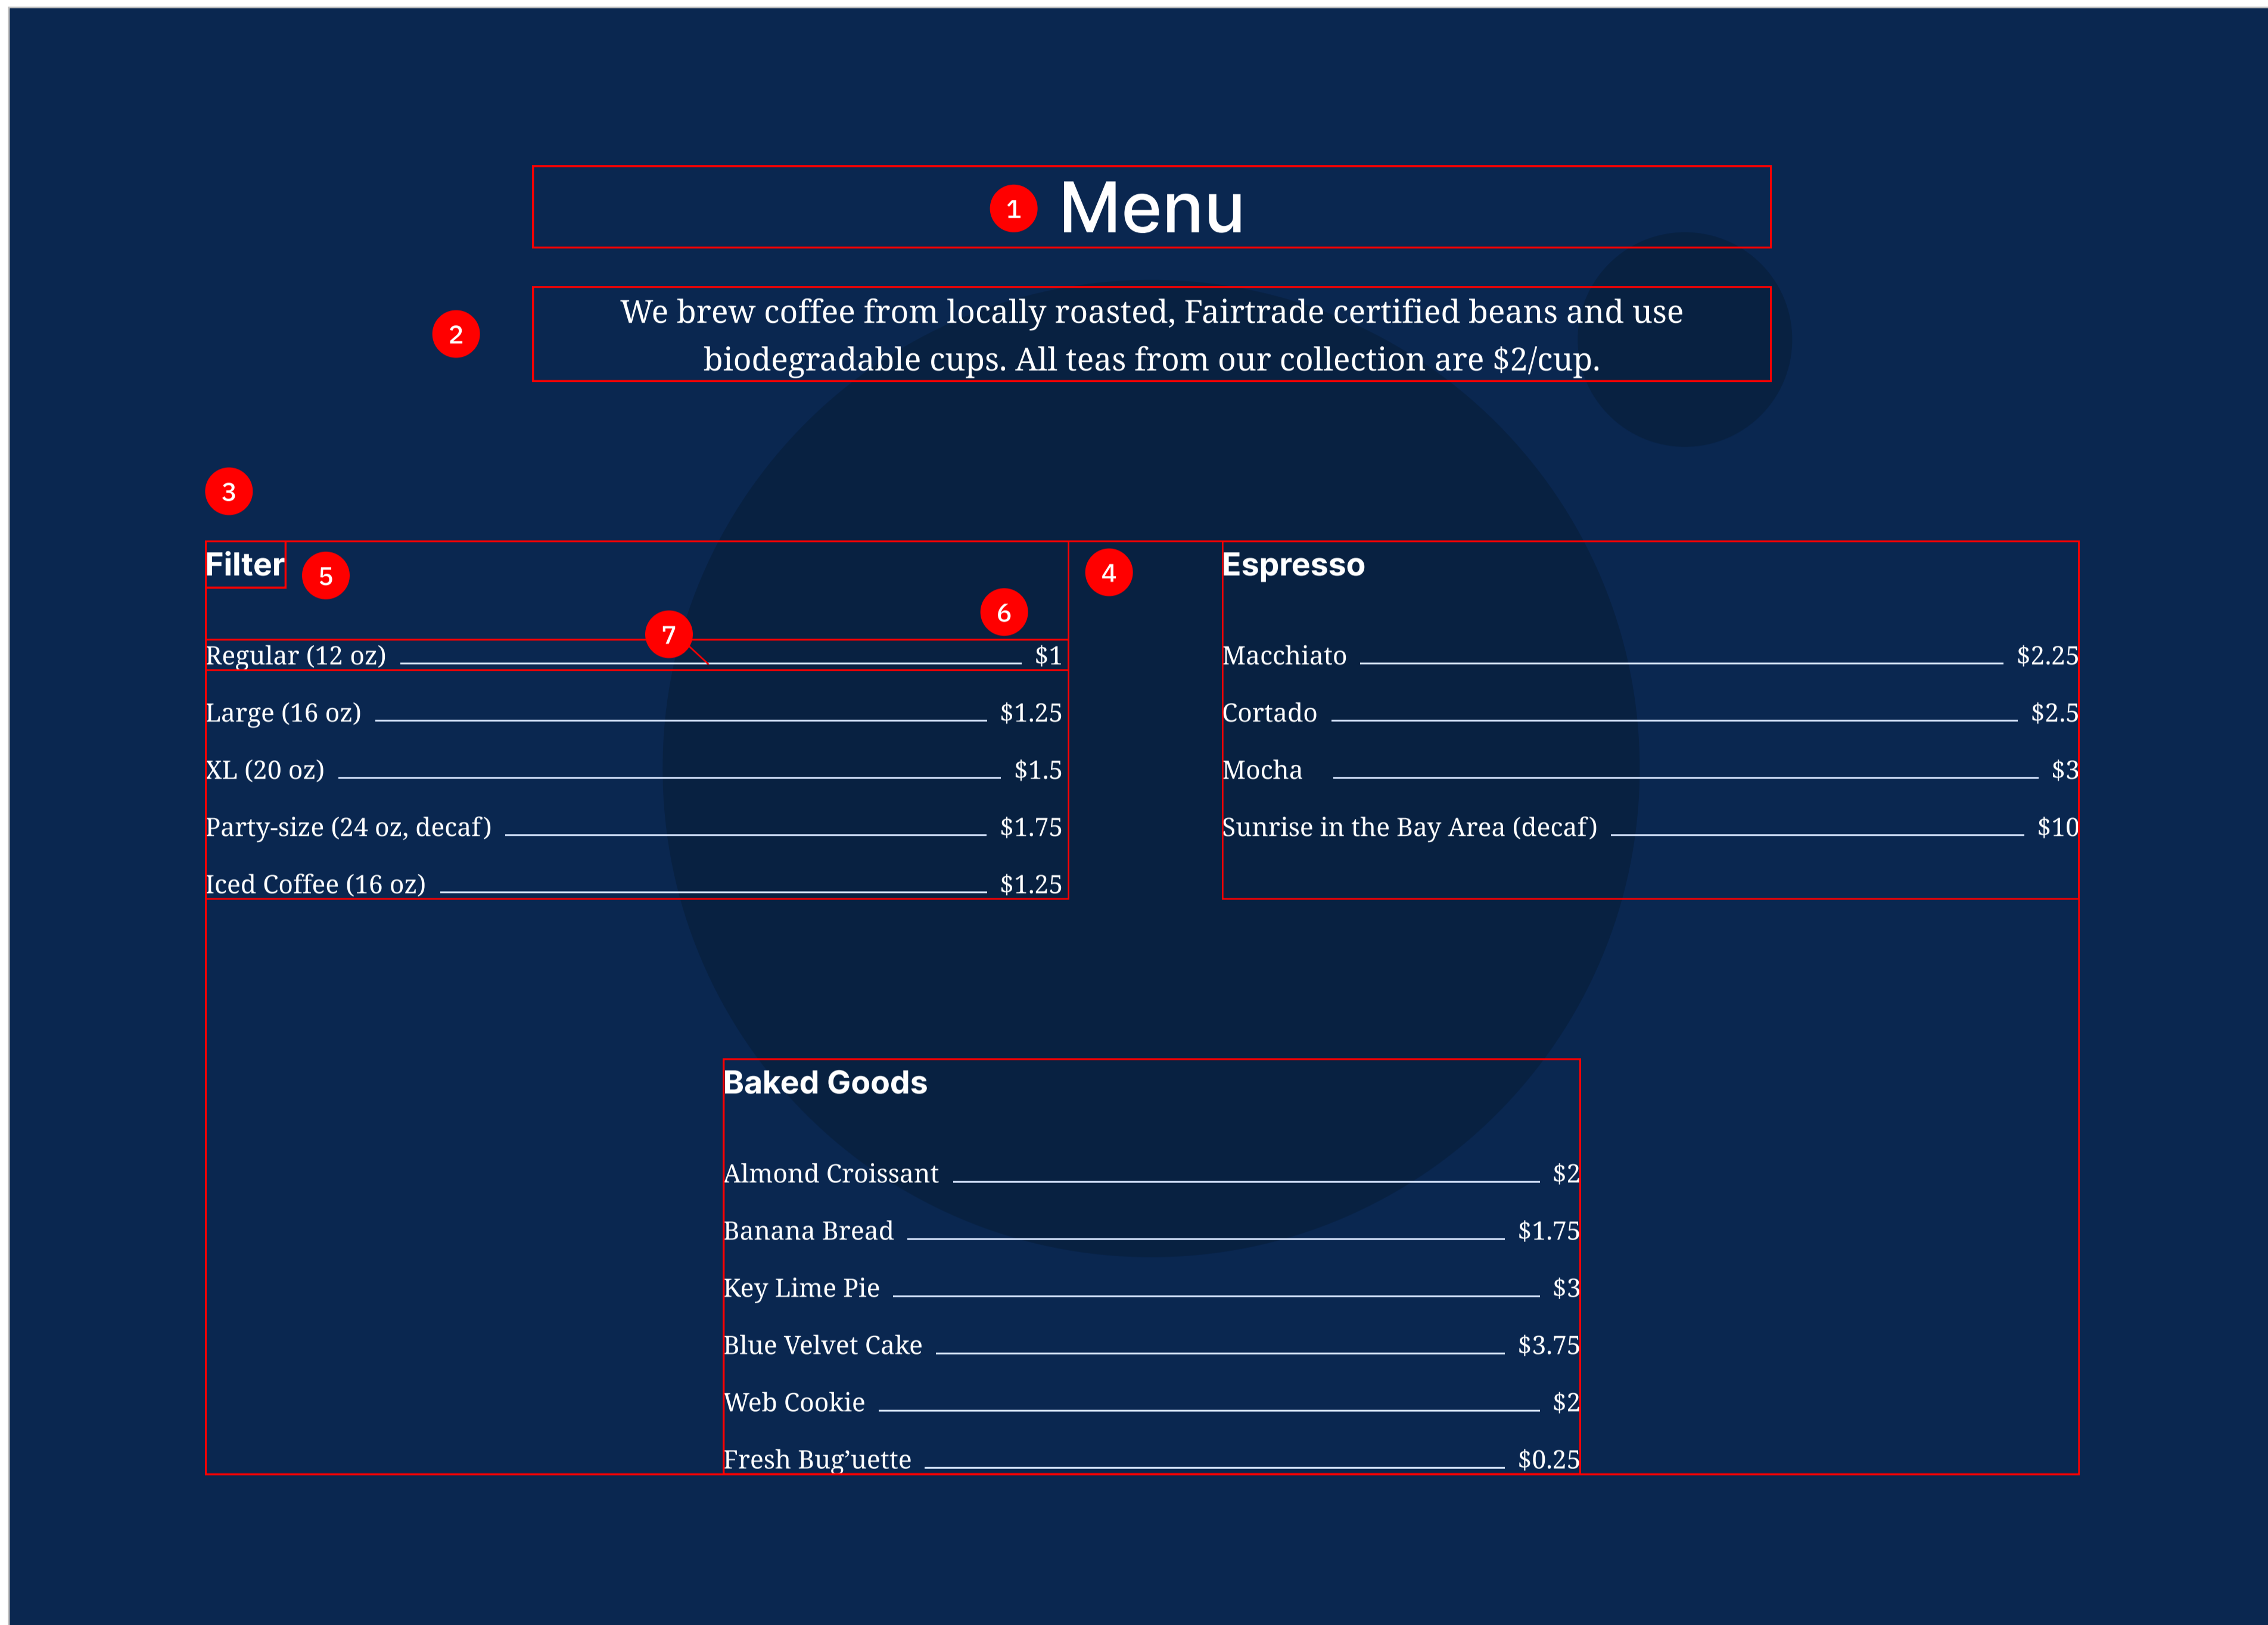 1 Menu
2 We brew coffee from locally roasted, Fairtrade certified beans and use
biodegradable cups. All teas from our collection are $2/cup.
3
Filter 5
4
6
7
Regular (12 oz) $1
Large (16 oz) $1.25
XL (20 oz) $1.5
Party-size (24 oz, decaf) $1.75
Iced Coffee (16 oz) $1.25
Espresso
Macchiato $2.25
Cortado $2.5
Mocha $3
Sunrise in the Bay Area (decaf) $10
Baked Goods
Almond Croissant $2
Banana Bread $1.75
Key Lime Pie $3
Blue Velvet Cake $3.75
Web Cookie $2
Fresh Bug’uette $0.25